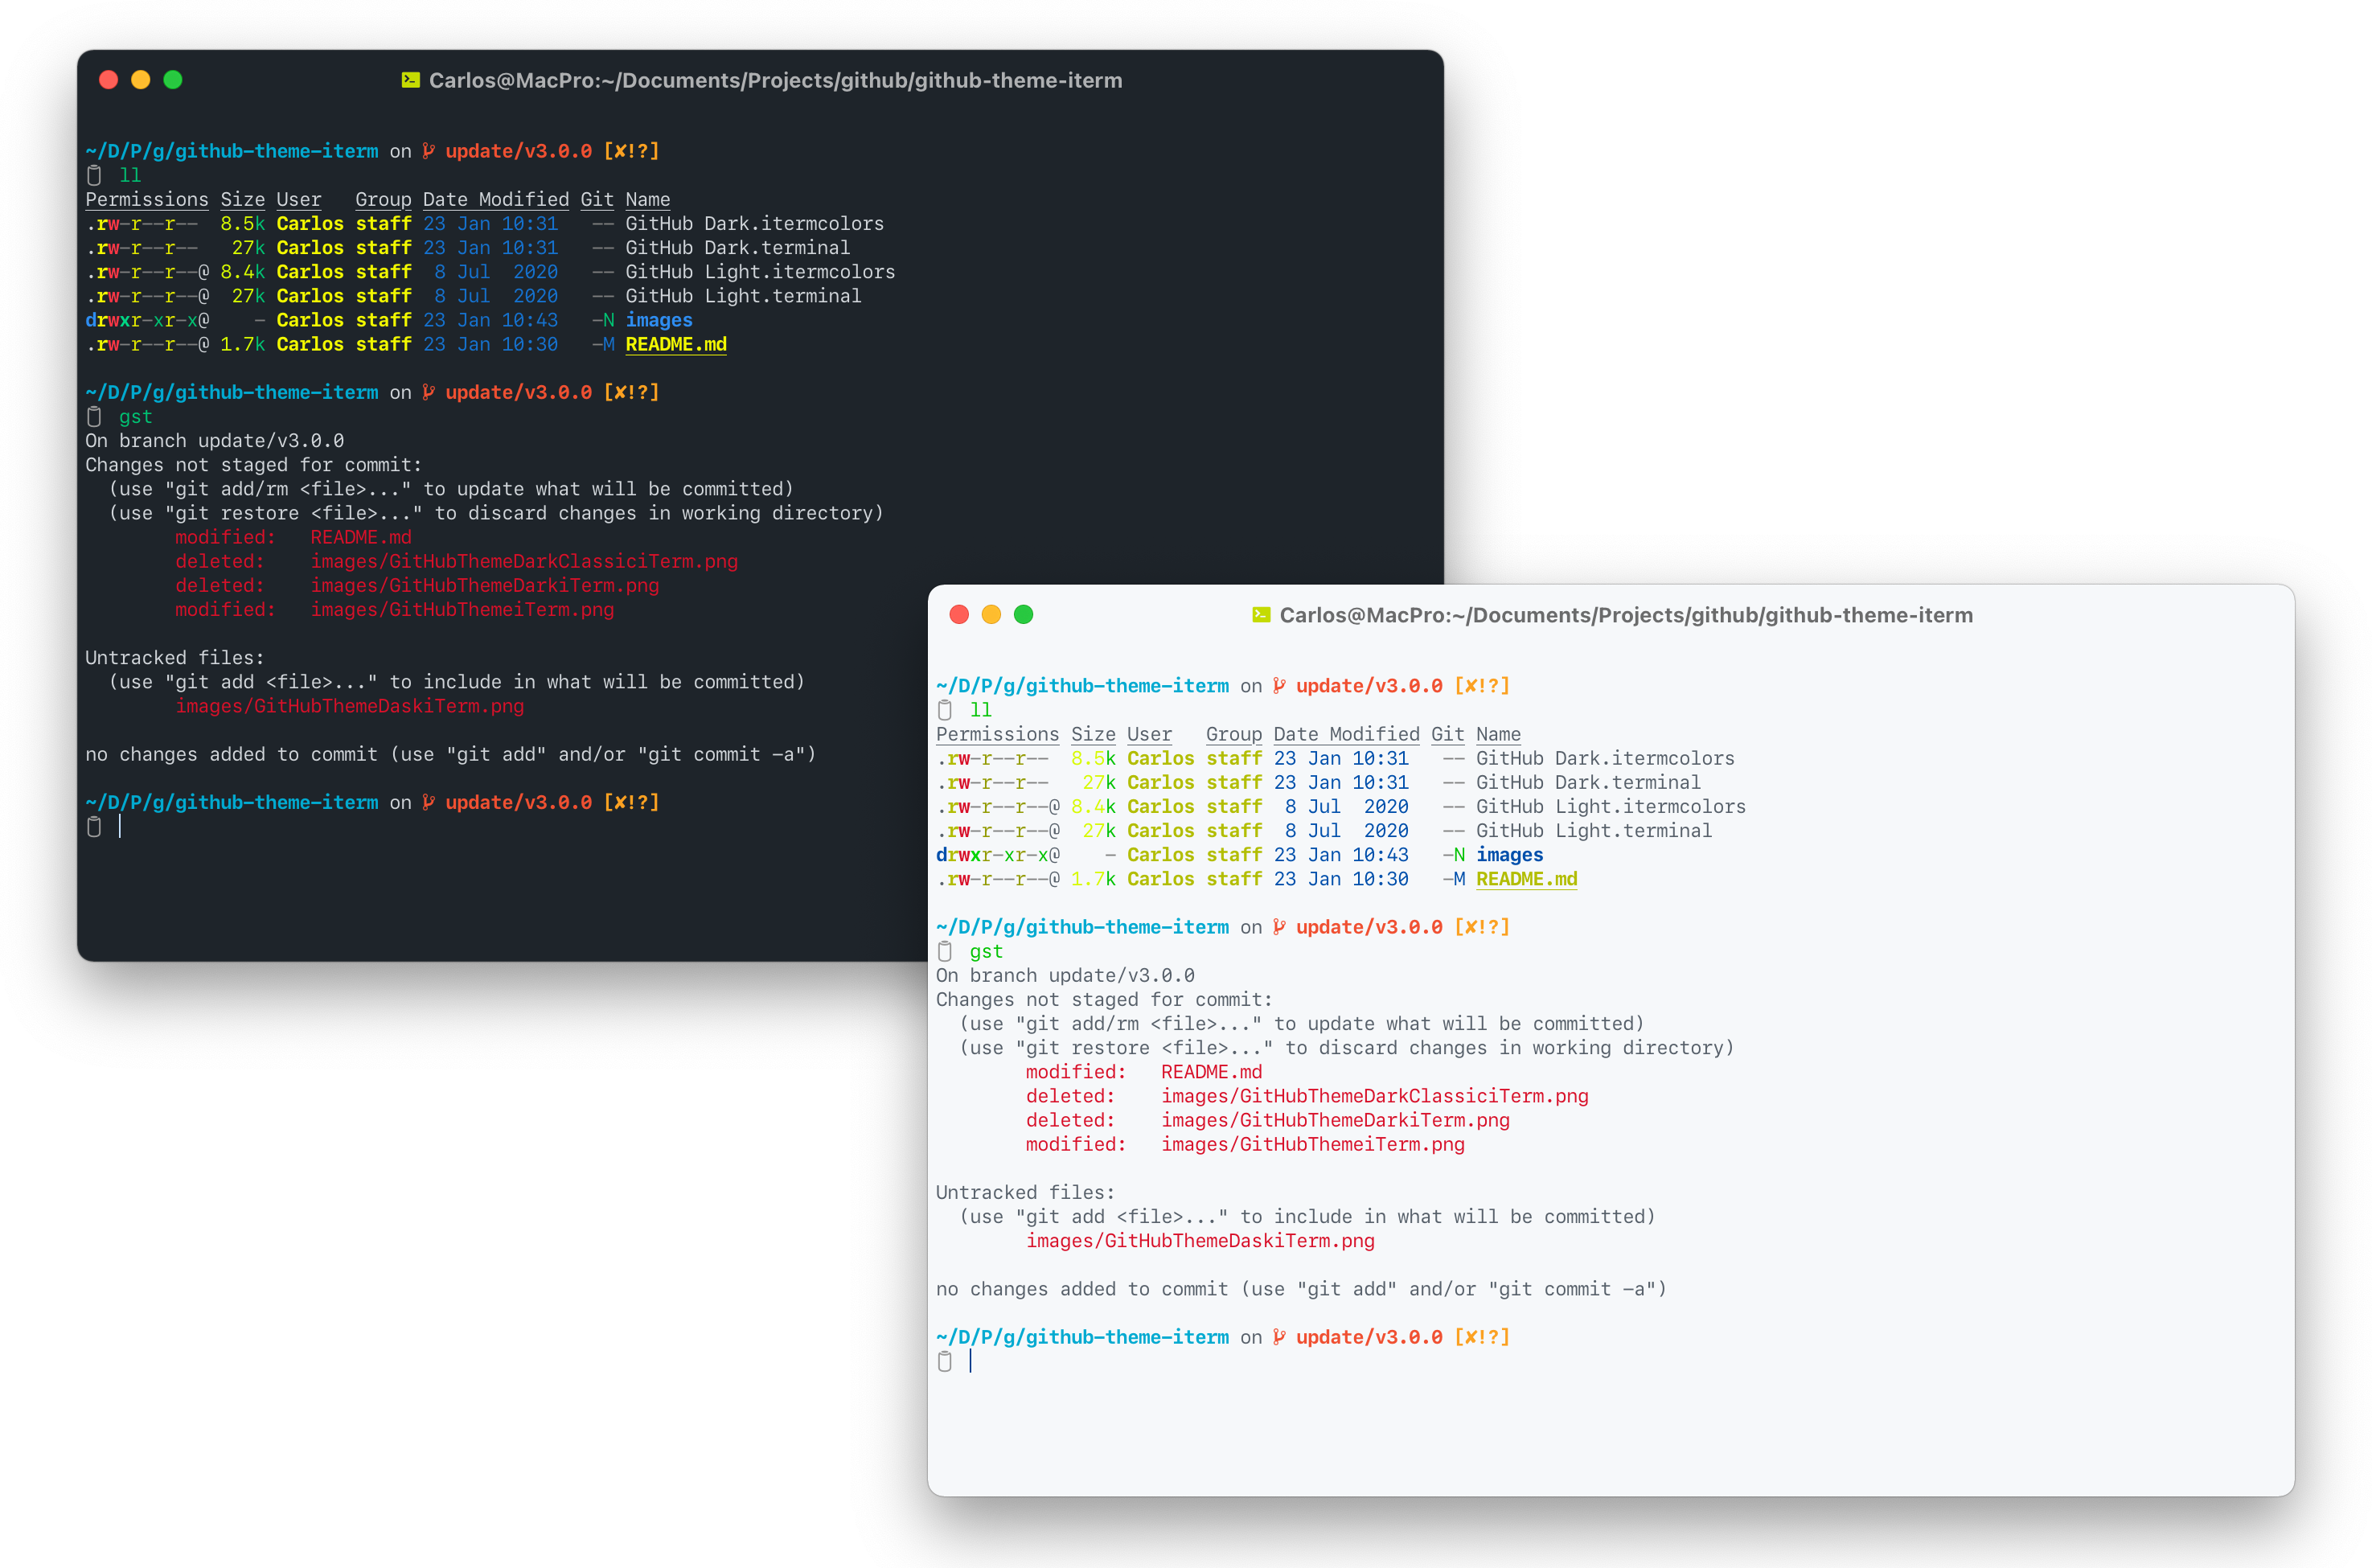 Carlos@MacPro:~/Documents/Projects/github/github-theme-iterm
~/D/P/g/github-theme-iterm on update/v3.0.0 [✘!?]
ll
Permissions Size User   Group Date Modified Git Name
.rw-r--r--  8.5k Carlos staff 23 Jan 10:31   -- GitHub Dark.itermcolors
.rw-r--r--   27k Carlos staff 23 Jan 10:31   -- GitHub Dark.terminal
.rw-r--r--@ 8.4k Carlos staff  8 Jul  2020   -- GitHub Light.itermcolors
.rw-r--r--@  27k Carlos staff  8 Jul  2020   -- GitHub Light.terminal
drwxr-xr-x@    - Carlos staff 23 Jan 10:43   -N images
.rw-r--r--@ 1.7k Carlos staff 23 Jan 10:30   -M README.md
~/D/P/g/github-theme-iterm on update/v3.0.0 [✘!?]
gst
On branch update/v3.0.0
Changes not staged for commit:
  (use "git add/rm <file>..." to update what will be committed)
  (use "git restore <file>..." to discard changes in working directory)
        modified:   README.md
        deleted:    images/GitHubThemeDarkClassiciTerm.png
        deleted:    images/GitHubThemeDarkiTerm.png
        modified:   images/GitHubThemeiTerm.png
Untracked files:
  (use "git add <file>..." to include in what will be committed)
        images/GitHubThemeDaskiTerm.png
no changes added to commit (use "git add" and/or "git commit -a")
~/D/P/g/github-theme-iterm on update/v3.0.0 [✘!?]
Carlos@MacPro:~/Documents/Projects/github/github-theme-iterm
~/D/P/g/github-theme-iterm on update/v3.0.0 [✘!?]
ll
Permissions Size User   Group Date Modified Git Name
.rw-r--r--  8.5k Carlos staff 23 Jan 10:31   -- GitHub Dark.itermcolors
.rw-r--r--   27k Carlos staff 23 Jan 10:31   -- GitHub Dark.terminal
.rw-r--r--@ 8.4k Carlos staff  8 Jul  2020   -- GitHub Light.itermcolors
.rw-r--r--@  27k Carlos staff  8 Jul  2020   -- GitHub Light.terminal
drwxr-xr-x@    - Carlos staff 23 Jan 10:43   -N images
.rw-r--r--@ 1.7k Carlos staff 23 Jan 10:30   -M README.md
~/D/P/g/github-theme-iterm on update/v3.0.0 [✘!?]
gst
On branch update/v3.0.0
Changes not staged for commit:
  (use "git add/rm <file>..." to update what will be committed)
  (use "git restore <file>..." to discard changes in working directory)
        modified:   README.md
        deleted:    images/GitHubThemeDarkClassiciTerm.png
        deleted:    images/GitHubThemeDarkiTerm.png
        modified:   images/GitHubThemeiTerm.png
Untracked files:
  (use "git add <file>..." to include in what will be committed)
        images/GitHubThemeDaskiTerm.png
no changes added to commit (use "git add" and/or "git commit -a")
~/D/P/g/github-theme-iterm on update/v3.0.0 [✘!?]